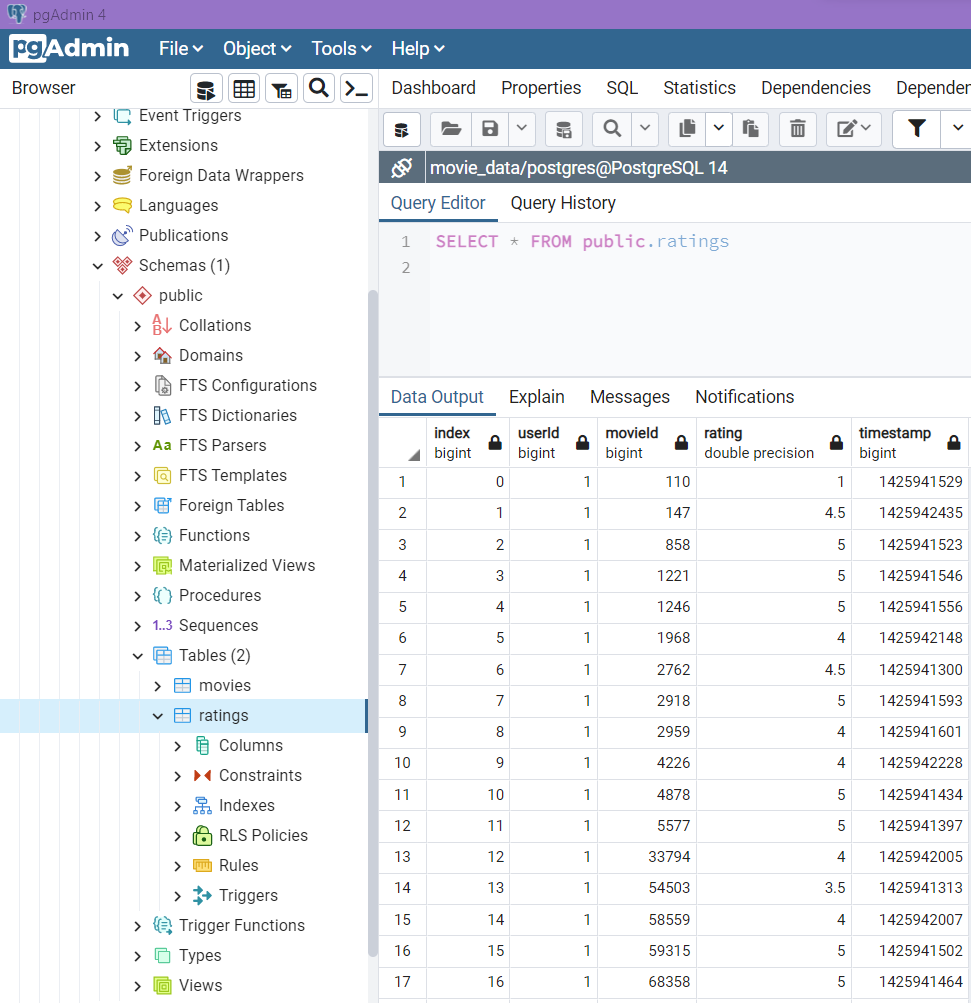 pgAdmin 4
pgAdmin File Object Tools Help
Browser
Dashboard Properties SQL Statistics Dependencies Dependen
Event Triggers
Extensions
Foreign Data Wrappers
Languages
Publications
Schemas (1)
public
Collations
Domains
FTS Configurations
FTS Dictionaries
Aa FTS Parsers
FTS Templates
Foreign Tables
Functions
Materialized Views
Procedures
1..3 Sequences
Tables (2)
movies
ratings
Columns
Constraints
Indexes
RLS Policies
Rules
Triggers
Trigger Functions
Types
Views
movie_data/postgres@PostgreSQL 14
Query Editor Query History
1 SELECT * FROM public.ratings
2
Data Output Explain Messages Notifications
index userId movieId rating timestamp
bigint bigint bigint double precision bigint
1 0 1 110 1 1425941529
2 1 1 147 4.5 1425942435
3 2 1 858 5 1425941523
4 3 1 1221 5 1425941546
5 4 1 1246 5 1425941556
6 5 1 1968 4 1425942148
7 6 1 2762 4.5 1425941300
8 7 1 2918 5 1425941593
9 8 1 2959 4 1425941601
10 9 1 4226 4 1425942228
11 10 1 4878 5 1425941434
12 11 1 5577 5 1425941397
13 12 1 33794 4 1425942005
14 13 1 54503 3.5 1425941313
15 14 1 58559 4 1425942007
16 15 1 59315 5 1425941502
17 16 1 68358 5 1425941464